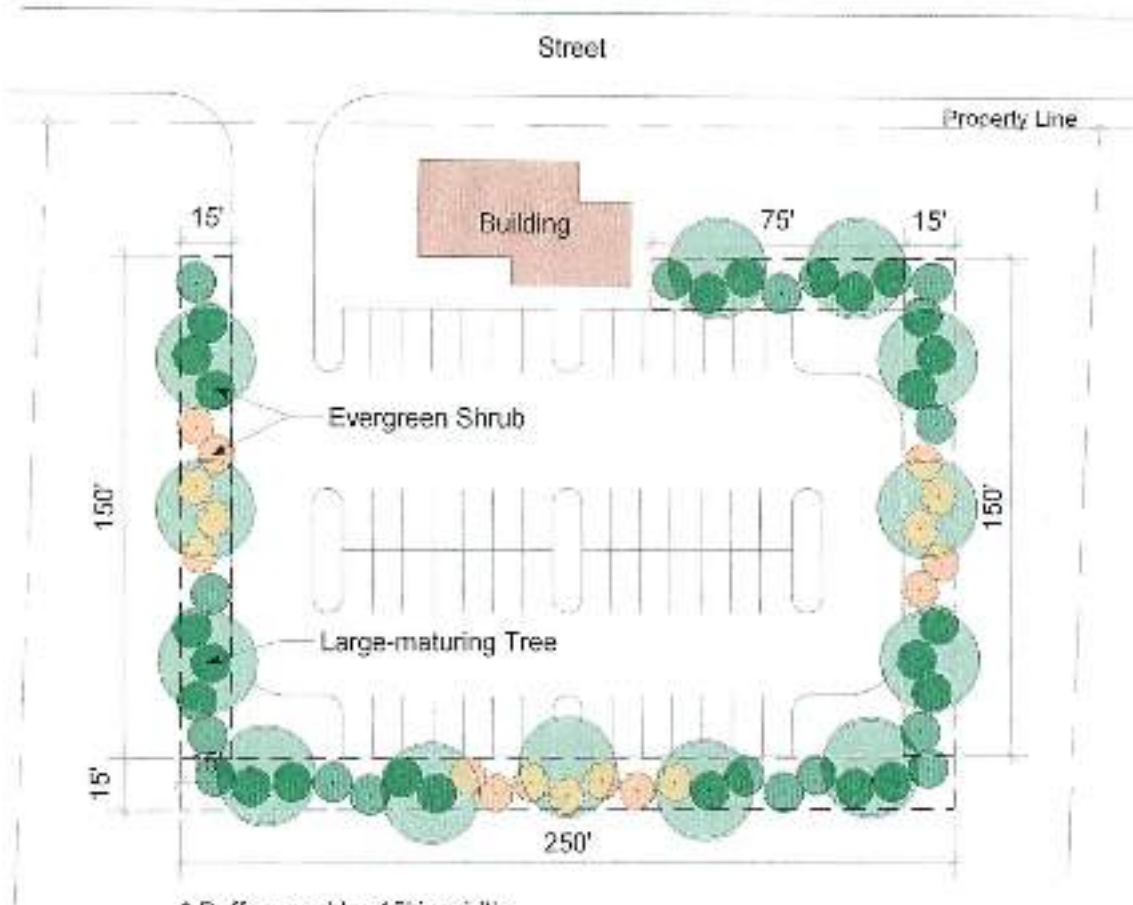 Street
Property Line
15'
Building
75'
15'
Evergreen Shrub
150'
150'
Large-maturing Tree
15'
250'